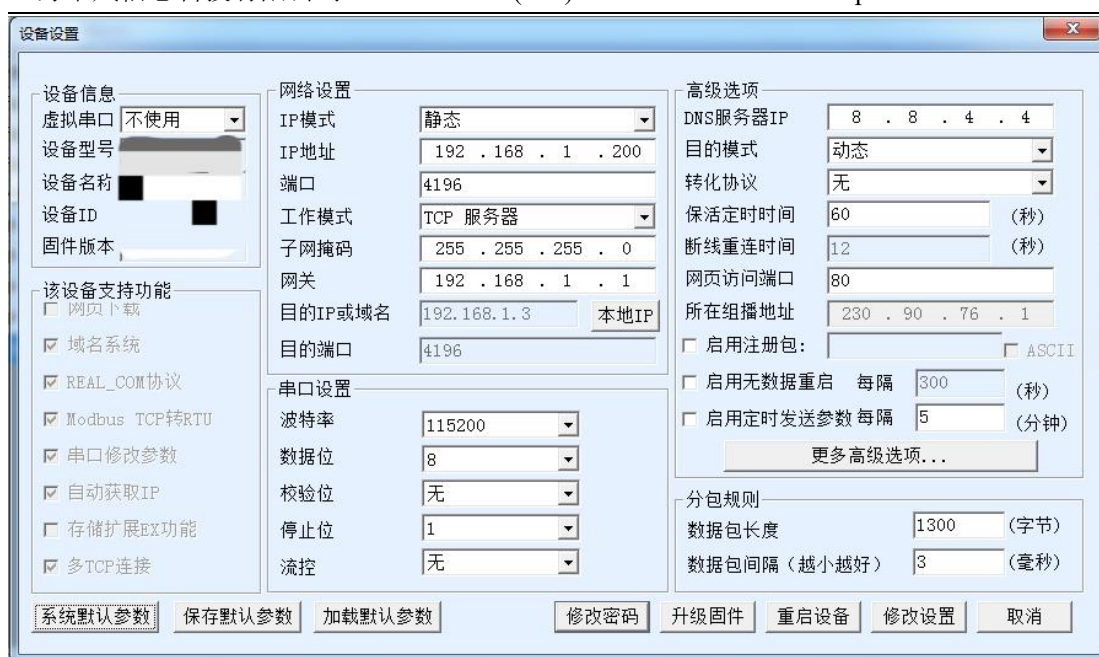 设备设置
设备信息
虚拟串口 不使用
设备型号
设备名称
设备ID
固件版本
该设备支持功能
网页下载
域名系统
REAL_COM协议
Modbus TCP转RTU
串口修改参数
自动获取IP
存储扩展EX功能
多TCP连接
网络设置
IP模式 静态
IP地址 192 . 168 . 1 . 200
端口 4196
工作模式 TCP 服务器
子网掩码 255 . 255 . 255 . 0
网关 192 . 168 . 1 . 1
目的IP或域名 192.168.1.3 本地IP
目的端口 4196
串口设置
波特率 115200
数据位 8
校验位 无
停止位 1
流控 无
高级选项
DNS服务器IP 8 . 8 . 4 . 4
目的模式 动态
转化协议 无
保活定时时间 60 (秒)
断线重连时间 12 (秒)
网页访问端口 80
所在组播地址 230 . 90 . 76 . 1
启用注册包: ASCII
启用无数据重启 每隔 300 (秒)
启用定时发送参数 每隔 5 (分钟)
更多高级选项...
分包规则
数据包长度 1300 (字节)
数据包间隔（越小越好） 3 (毫秒)
系统默认参数 保存默认参数 加载默认参数 修改密码 升级固件 重启设备 修改设置 取消